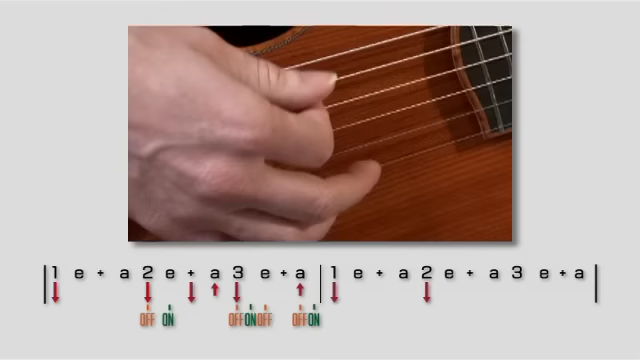 1 e + a 2 e + a 3 e + a 1 e + a 2 e + a 3 e + a
OFF ON OFF ON OFF OFF ON